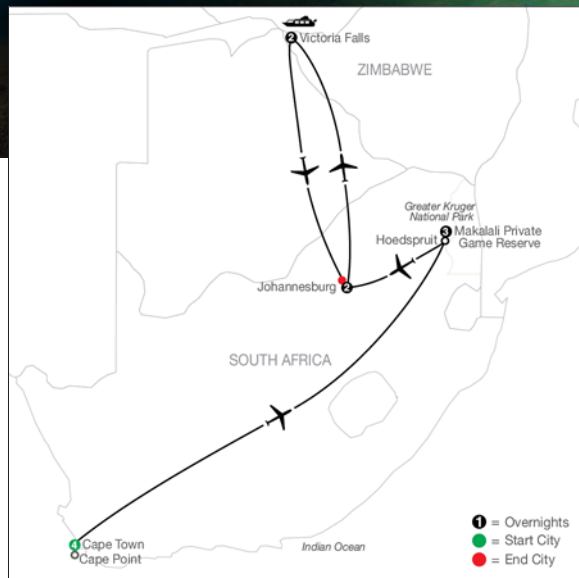 2 Victoria Falls
ZIMBABWE
Greater Kruger
National Park
3 Makalali Private
Game Reserve
Hoedspruit
Johannesburg 2
SOUTH AFRICA
4 Cape Town
Cape Point
Indian Ocean
1 = Overnights
= Start City
= End City